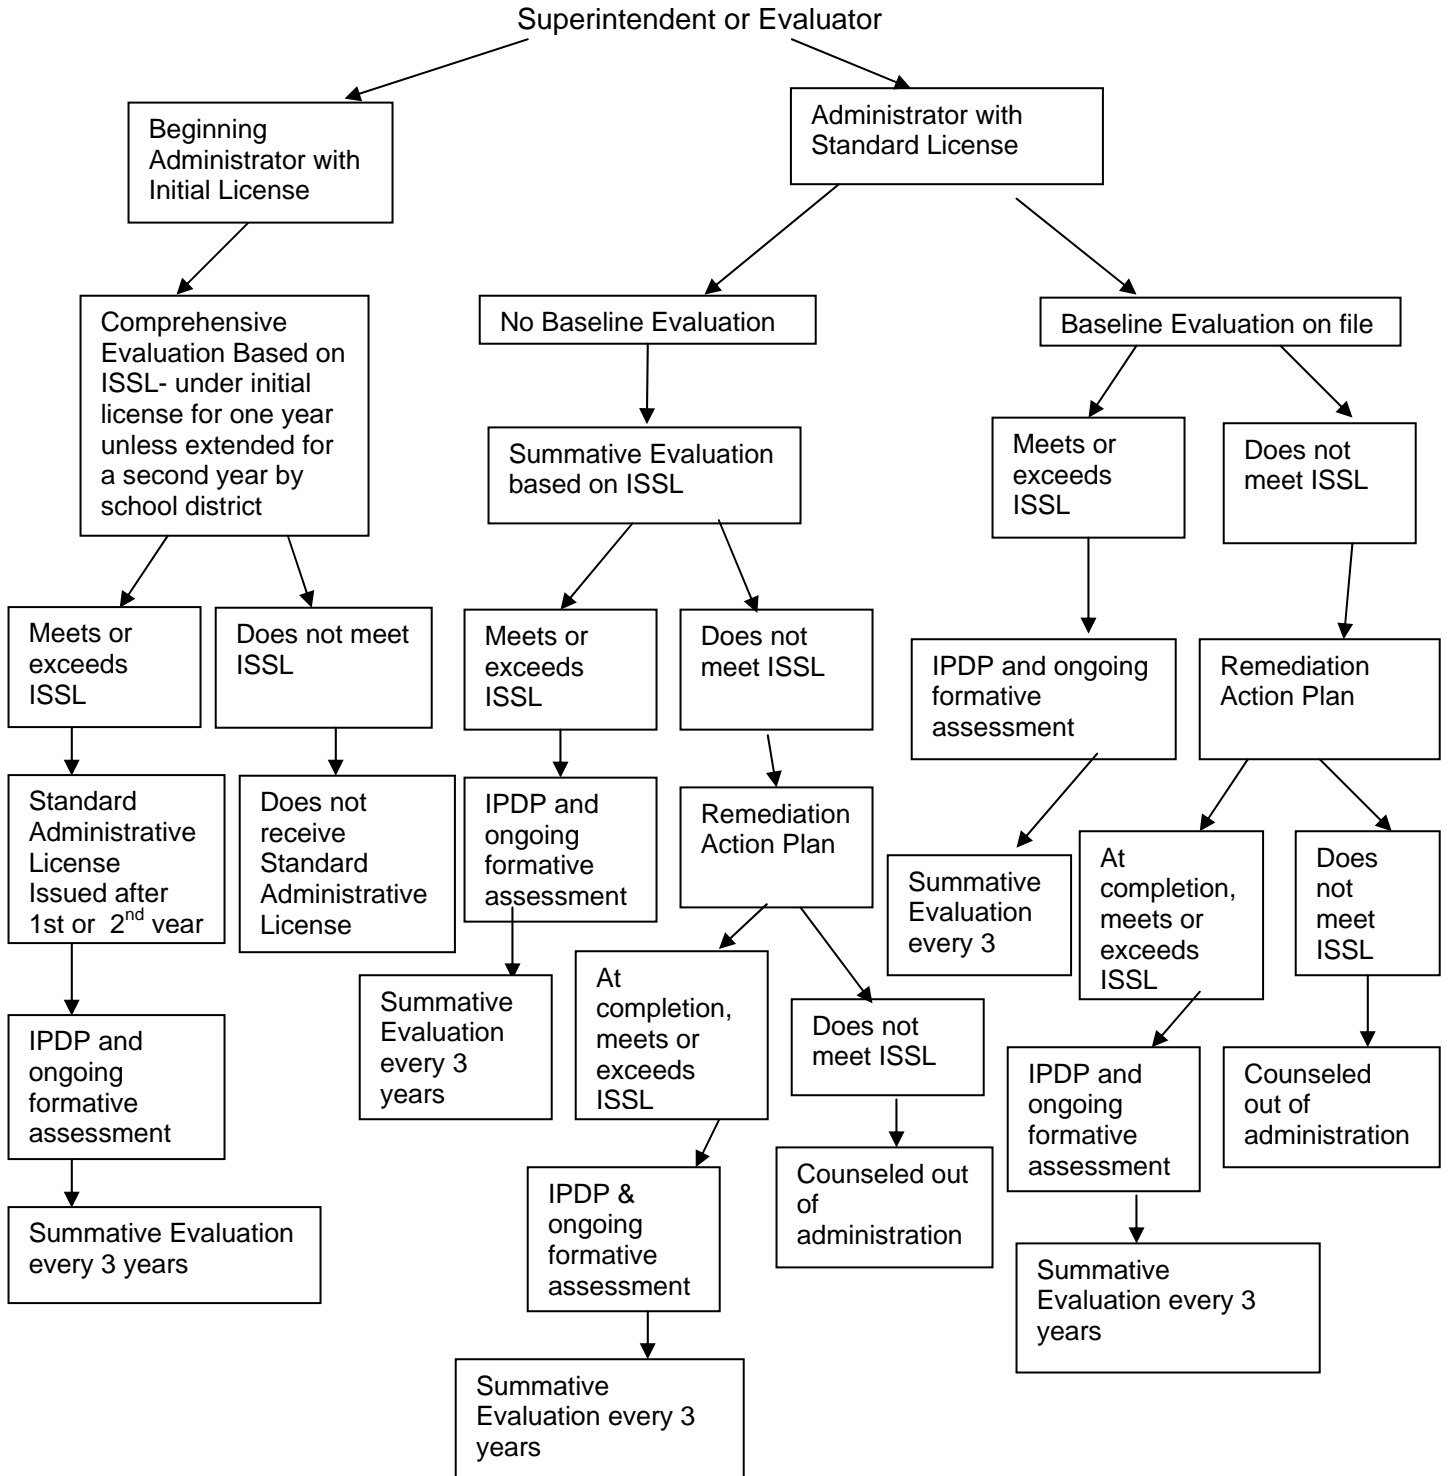 Superintendent or Evaluator
Beginning
Administrator with
Initial License
Administrator with
Standard License
Comprehensive
Evaluation Based on
ISSL- under initial
license for one year
unless extended for
a second year by
school district
No Baseline Evaluation
Baseline Evaluation on file
Summative Evaluation
based on ISSL
Meets or
exceeds
ISSL
Does not
meet ISSL
Meets or
exceeds
ISSL
Does not meet
ISSL
Meets or
exceeds
ISSL
Does not
meet ISSL
IPDP and ongoing
formative
assessment
Remediation
Action Plan
Standard
Administrative
License
Issued after
1st or 2nd year
Does not
receive
Standard
Administrative
License
IPDP and
ongoing
formative
assessment
Remediation
Action Plan
Summative
Evaluation
every 3
At
completion,
meets or
exceeds
ISSL
Does
not
meet
ISSL
Summative
Evaluation
every 3
years
At
completion,
meets or
exceeds
ISSL
Does not
meet ISSL
IPDP and
ongoing
formative
assessment
IPDP and
ongoing
formative
assessment
Counseled
out of
administration
Summative Evaluation
every 3 years
IPDP &
ongoing
formative
assessment
Counseled out
of
administration
Summative
Evaluation every 3
years
Summative
Evaluation every 3
years